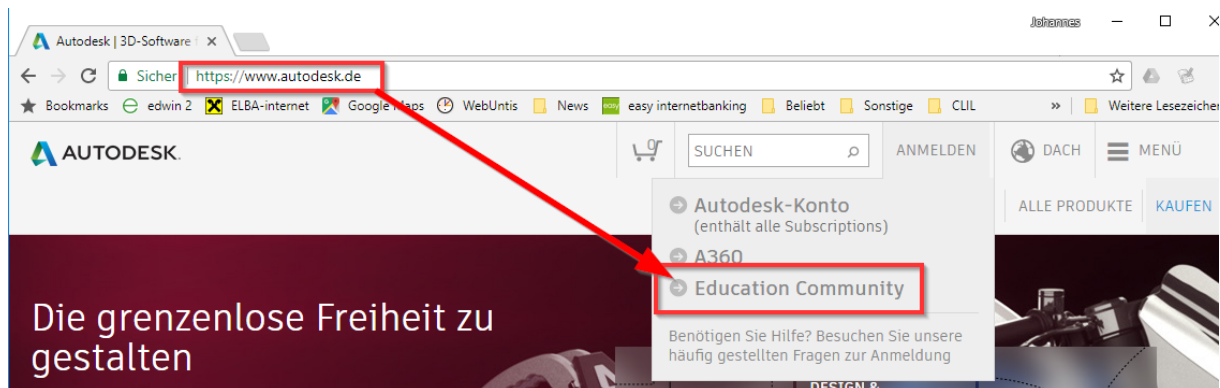 Johannes
Autodesk | 3D-Software
Sicher https://www.autodesk.de
Bookmarks edwin 2 ELBA-internet Google Maps WebUntis News easy easy internetbanking Beliebt Sonstige CLIL » Weitere Lesezeichen
AUTODESK. 0 SUCHEN ANMELDEN DACH MENÜ
Autodesk-Konto ALLE PRODUKTE KAUFEN
(enthält alle Subscriptions)
A360
Education Community
Die grenzenlose Freiheit zu
gestalten
Benötigen Sie Hilfe? Besuchen Sie unsere
häufig gestellten Fragen zur Anmeldung
DESIGN &